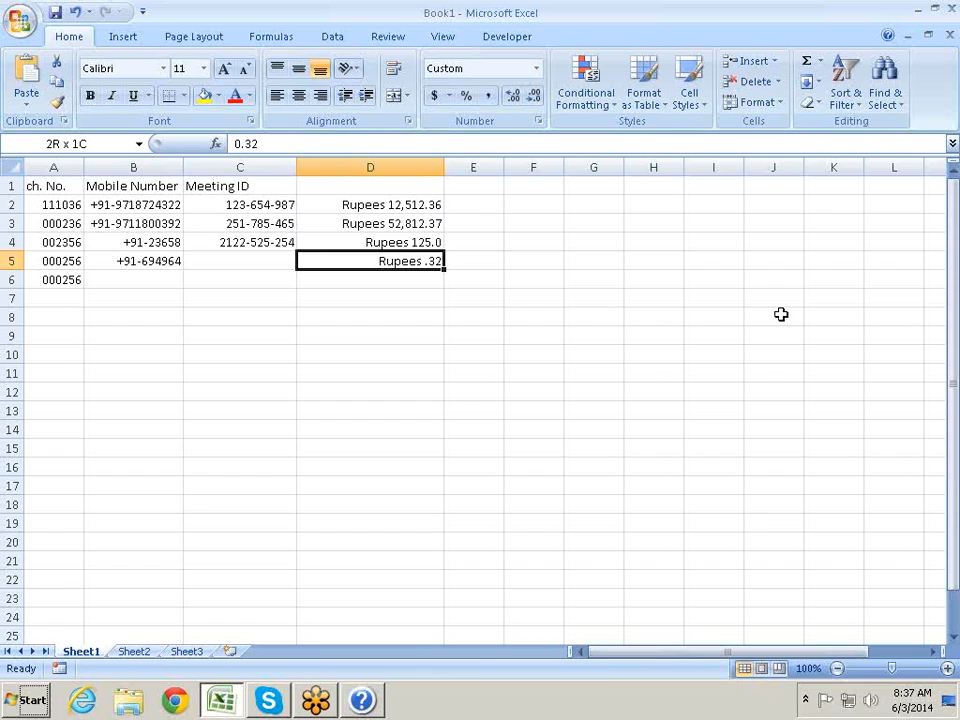 Book1 - Microsoft Excel
Home Insert Page Layout Formulas Data Review View Developer
Paste
Calibri 11
B I U
Custom
$ % ,
Conditional Formatting
Format as Table
Cell Styles
Insert
Delete
Format
Sort & Filter
Find & Select
Clipboard Font Alignment Number Styles Cells Editing
2R x 1C fx 0.32
A B C D E F G H I J K L
1 ch. No. Mobile Number Meeting ID
2 111036 +91-9718724322 123-654-987 Rupees 12,512.36
3 000236 +91-9711800392 251-785-465 Rupees 52,812.37
4 002356 +91-23658 2122-525-254 Rupees 125.0
5 000256 +91-694964 Rupees .32
6 000256
7
8
9
10
11
12
13
14
15
16
17
18
19
20
21
22
23
24
25
Sheet1 Sheet2 Sheet3
Ready 100%
Start 8:37 AM
6/3/2014